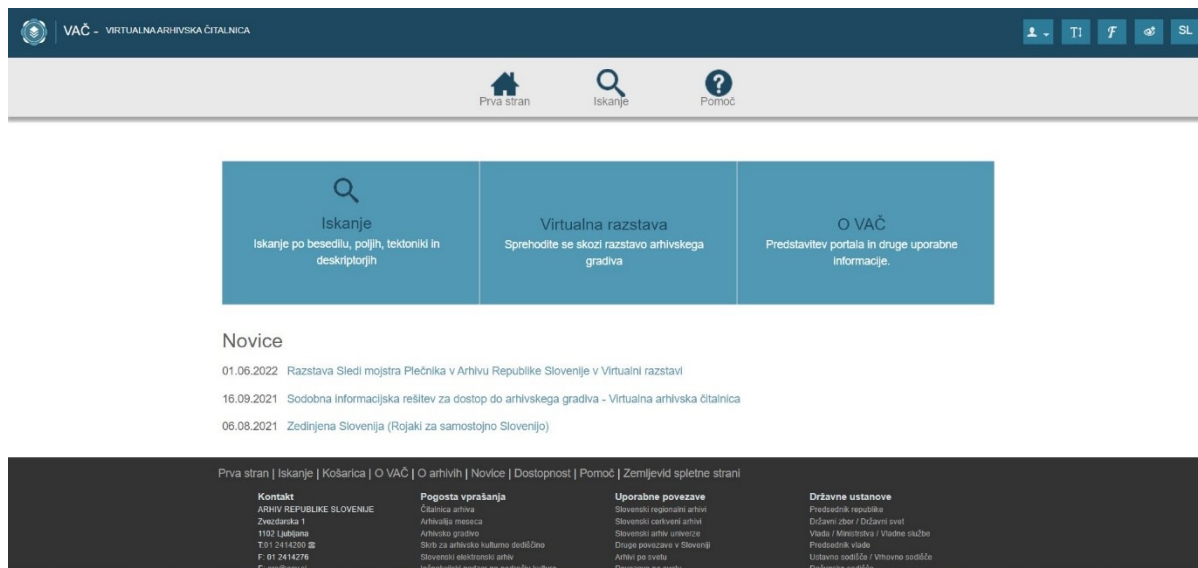 VAČ - VIRTUALNA ARHIVSKA ČITALNICA
SL
Prva stran
Iskanje
Pomoč
Iskanje
Iskanje po besedilu, poljih, tektoniki in
deskriptorjih
Virtualna razstava
Sprehodite se skozi razstavo arhivskega
gradiva
O VAČ
Predstavitev portala in druge uporabne
informacije.
Novice
01.06.2022 Razstava Sledi mojstra Plečnika v Arhivu Republike Slovenije v Virtualni razstavi
16.09.2021 Sodobna informacijska rešitev za dostop do arhivskega gradiva - Virtualna arhivska čitalnica
06.08.2021 Zedinjena Slovenija (Rojaki za samostojno Slovenijo)
Prva stran | Iskanje | Košarica | O VAČ | O arhivih | Novice | Dostopnost | Pomoč | Zemljevid spletne strani
Kontakt
ARHIV REPUBLIKE SLOVENIJE
Zvezdarska 1
1102 Ljubljana
T:01 2414200
F: 01 2414276
Pogosta vprašanja
Čitalnica arhiva
Arhivalija meseca
Arhivsko gradivo
Skrb za arhivsko kulturno dediščino
Slovenski elektronski arhiv
Uporabne povezave
Slovenski regionalni arhivi
Slovenski cerkveni arhivi
Slovenski arhiv univerze
Druge povezave v Sloveniji
Arhivi po svetu
Državne ustanove
Predsednik republike
Državni zbor / Državni svet
Vlada / Ministrstva / Vladne službe
Predsednik vlade
Ustavno sodišče / Vrhovno sodišče